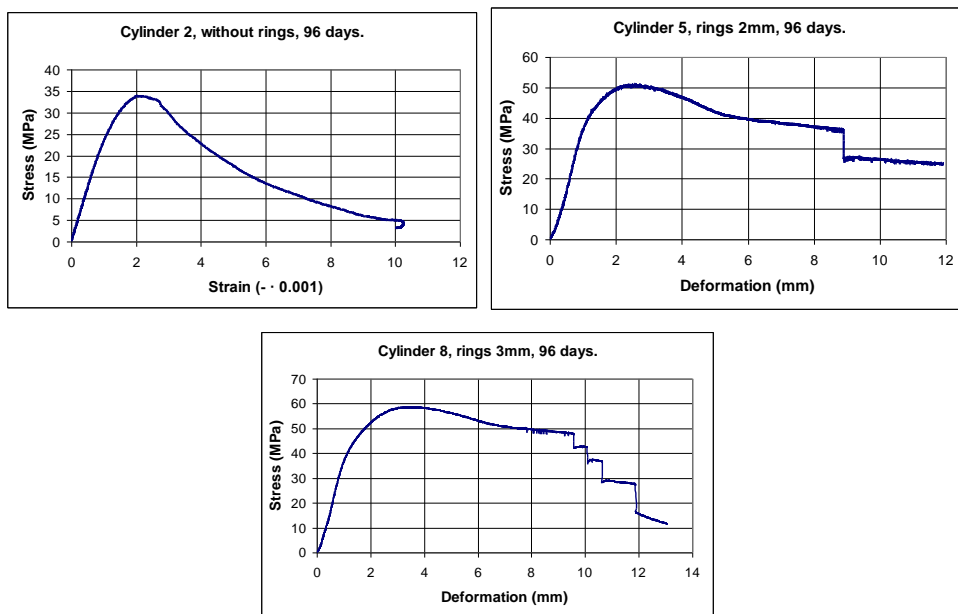 Cylinder 2, without rings, 96 days.
40
35
30
25
20
15
10
5
0
Stress (MPa)
0 2 4 6 8 10 12
Strain (- · 0.001)
Cylinder 5, rings 2mm, 96 days.
60
50
40
30
20
10
0
Stress (MPa)
0 2 4 6 8 10 12
Deformation (mm)
Cylinder 8, rings 3mm, 96 days.
70
60
50
40
30
20
10
0
Stress (MPa)
0 2 4 6 8 10 12 14
Deformation (mm)